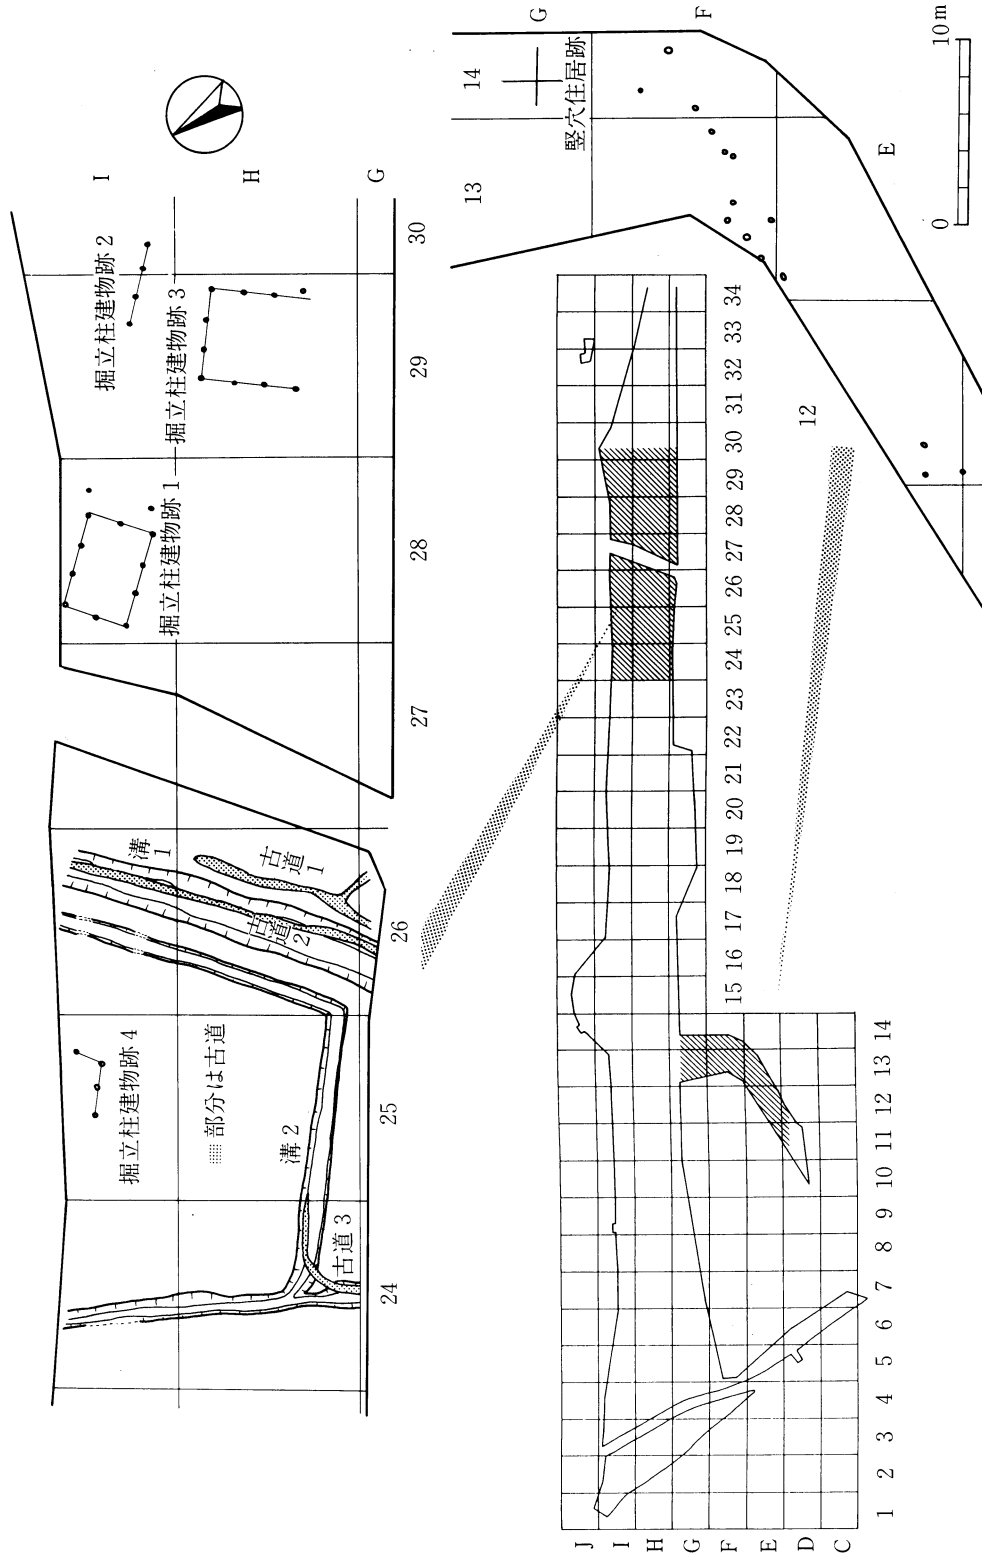 I
H
G
30
29
28
27
26
25
24
掘立柱建物跡 2
掘立柱建物跡 3
掘立柱建物跡 1
掘立柱建物跡 4
溝 1
古道 1
古道 2
部分は古道
溝 2
古道 3
G
F
E
14
13
12
竪穴住居跡
0
10m
J
I
H
G
F
E
D
C
1 2 3 4 5 6 7 8 9 10 11 12 13 14
15 16 17 18 19 20 21 22 23 24 25 26 27 28 29 30 31 32 33 34